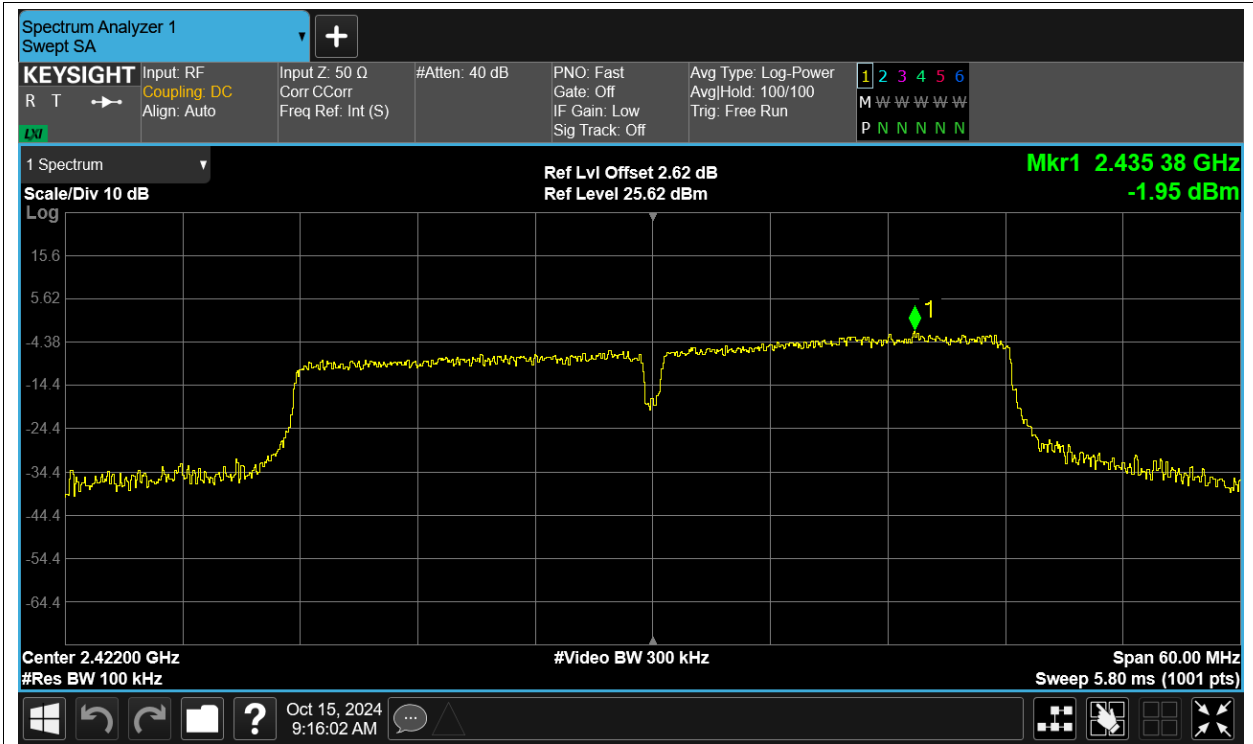 Spectrum Analyzer 1
Swept SA
KEYSIGHT
R T
LXI
Input: RF
Coupling: DC
Align: Auto
Input Z: 50 Ω
Corr CCorr
Freq Ref: Int (S)
#Atten: 40 dB
PNO: Fast
Gate: Off
IF Gain: Low
Sig Track: Off
Avg Type: Log-Power
Avg|Hold: 100/100
Trig: Free Run
1 2 3 4 5 6
M W W W W W
P N N N N N
1 Spectrum
Scale/Div 10 dB
Log
Ref Lvl Offset 2.62 dB
Ref Level 25.62 dBm
Mkr1 2.435 38 GHz
-1.95 dBm
15.6
5.62
1
-4.38
-14.4
-24.4
-34.4
-44.4
-54.4
-64.4
Center 2.42200 GHz
#Video BW 300 kHz
Span 60.00 MHz
#Res BW 100 kHz
Sweep 5.80 ms (1001 pts)
?
Oct 15, 2024
9:16:02 AM